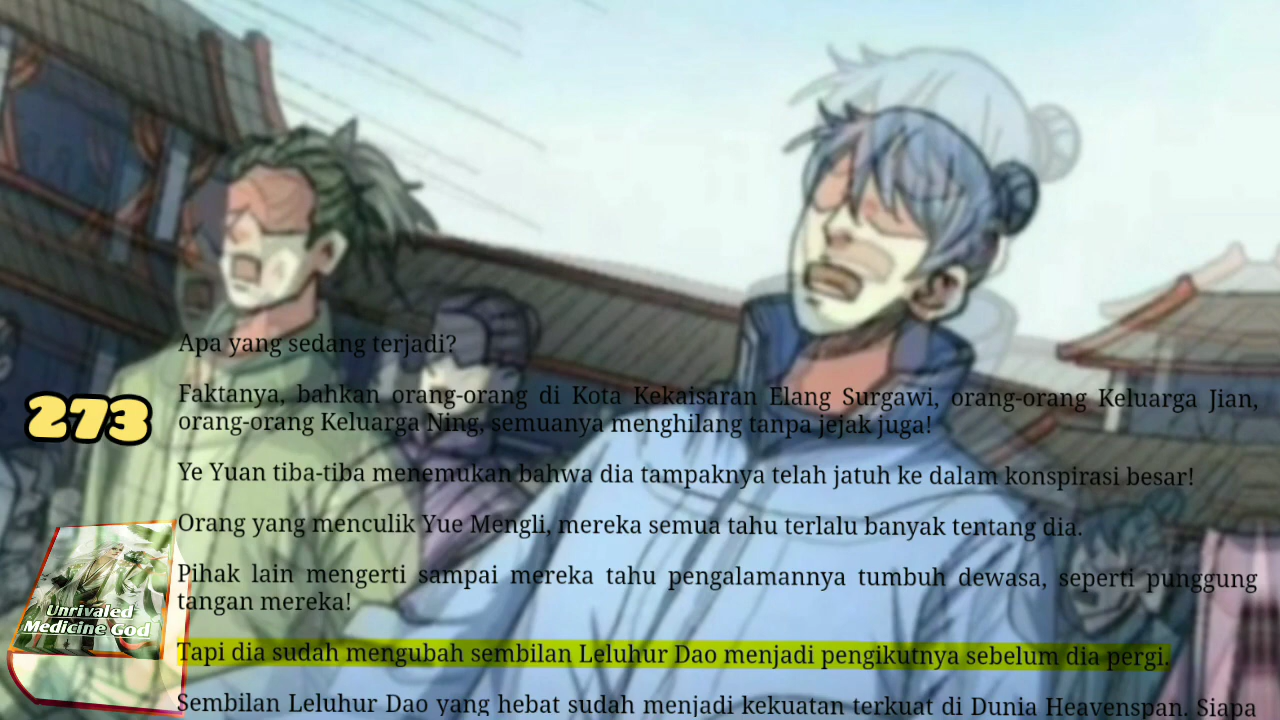 Apa yang sedang terjadi?
Faktanya, bahkan orang-orang di Kota Kekaisaran Elang Surgawi, orang-orang Keluarga Jian,
orang-orang Keluarga Ning, semuanya menghilang tanpa jejak juga!
273
Ye Yuan tiba-tiba menemukan bahwa dia tampaknya telah jatuh ke dalam konspirasi besar!
Orang yang menculik Yue Mengli, mereka semua tahu terlalu banyak tentang dia.
Pihak lain mengerti sampai mereka tahu pengalamannya tumbuh dewasa, seperti punggung
tangan mereka!
Unrivaled
Medicine God
Tapi dia sudah mengubah sembilan Leluhur Dao menjadi pengikutnya sebelum dia pergi.
Sembilan Leluhur Dao yang hebat sudah menjadi kekuatan terkuat di Dunia Heavenspan. Siapa